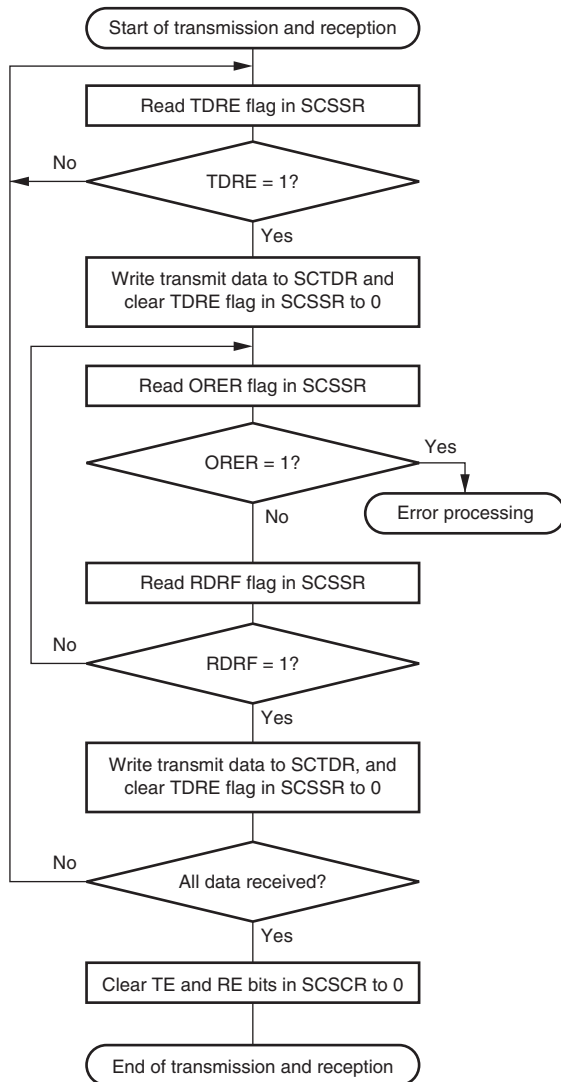 Start of transmission and reception
Read TDRE flag in SCSSR
No
TDRE = 1?
Yes
Write transmit data to SCTDR and
clear TDRE flag in SCSSR to 0
Read ORER flag in SCSSR
Yes
ORER = 1?
Error processing
No
Read RDRF flag in SCSSR
No
RDRF = 1?
Yes
Write transmit data to SCTDR, and
clear TDRE flag in SCSSR to 0
No
All data received?
Yes
Clear TE and RE bits in SCSCR to 0
End of transmission and reception